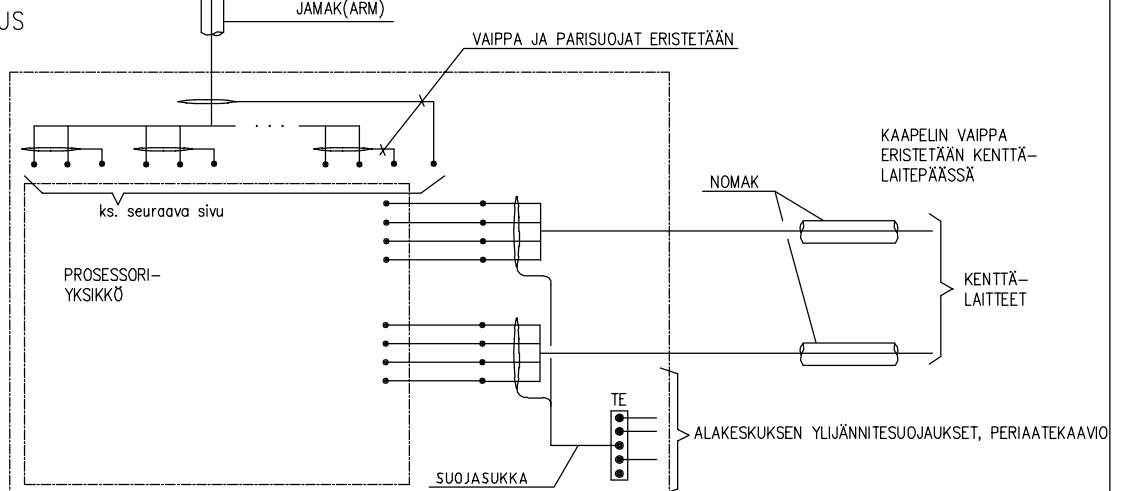 JAMAK(ARM)
US
VAIPPA JA PARISUOJAT ERISTETÄÄN
. . .
KAAPELIN VAIPPA
ERISTETÄÄN KENTTÄ–
LAITEPÄÄSSÄ
NOMAK
ks. seuraava sivu
PROSESSORI–
YKSIKKÖ
KENTTÄ–
LAITTEET
TE
ALAKESKUKSEN YLIJÄNNITESUOJAUKSET, PERIAATEKAAVIO
SUOJASUKKA